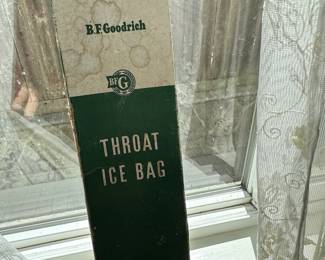 B.F.Goodrich
BFG
THROAT
ICE BAG